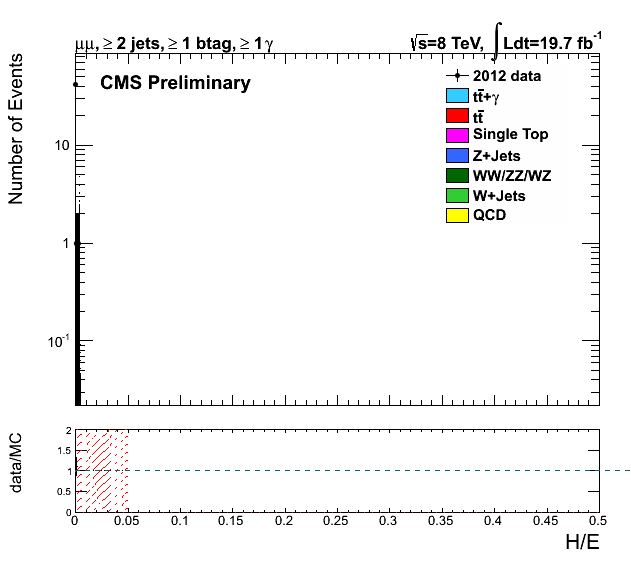 μμ, ≥ 2 jets, ≥ 1 btag, ≥ 1 γ
√s=8 TeV, ∫Ldt=19.7 fb⁻¹
CMS Preliminary
2012 data
tt̄+γ
tt̄
Single Top
Z+Jets
WW/ZZ/WZ
W+Jets
QCD
Number of Events
10
1
10⁻¹
data/MC
2
1.5
1
0.5
0
0 0.05 0.1 0.15 0.2 0.25 0.3 0.35 0.4 0.45 0.5
H/E